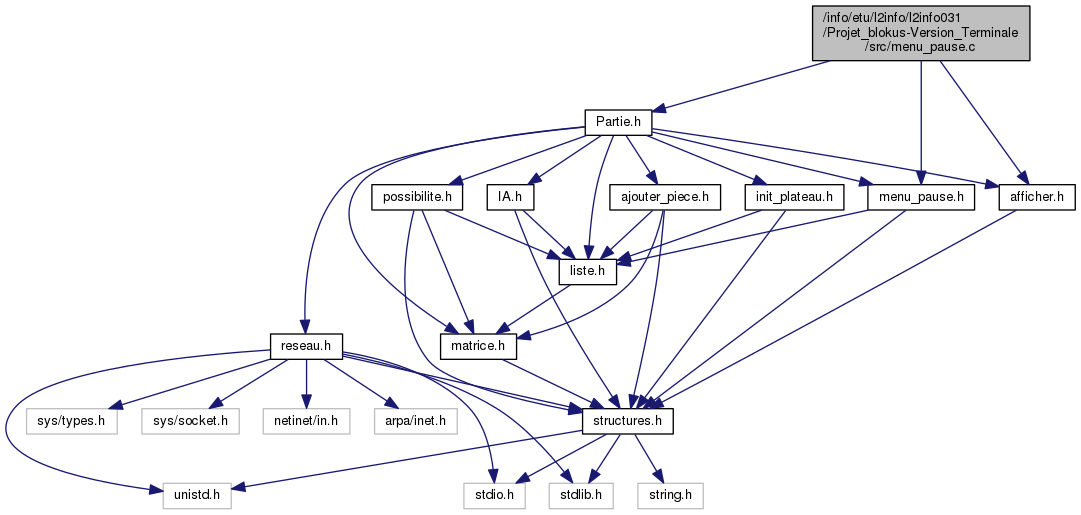 /info/etu/l2info/l2info031
/Projet_blokus-Version_Terminale
/src/menu_pause.c
Partie.h
possibilite.h
IA.h
ajouter_piece.h
init_plateau.h
menu_pause.h
afficher.h
liste.h
reseau.h
matrice.h
sys/types.h
sys/socket.h
netinet/in.h
arpa/inet.h
structures.h
unistd.h
stdio.h
stdlib.h
string.h